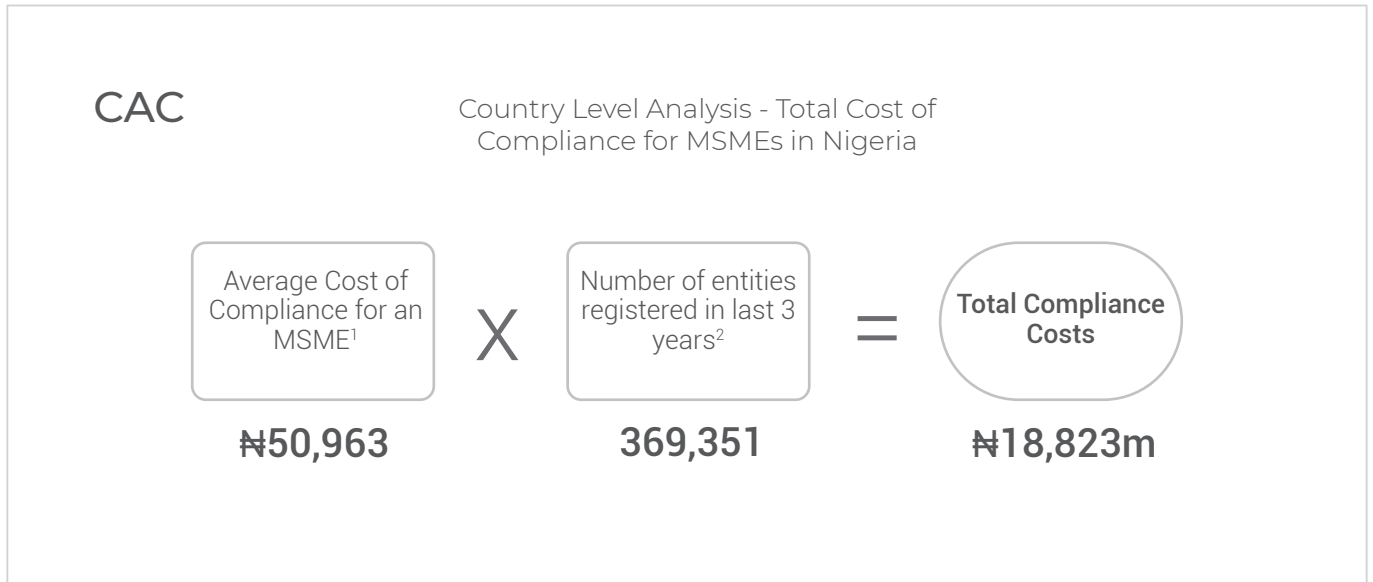 CAC
Country Level Analysis - Total Cost of
Compliance for MSMEs in Nigeria
Average Cost of
Compliance for an
MSME¹
X
Number of entities
registered in last 3
years²
=
Total Compliance
Costs
₦50,963
369,351
₦18,823m